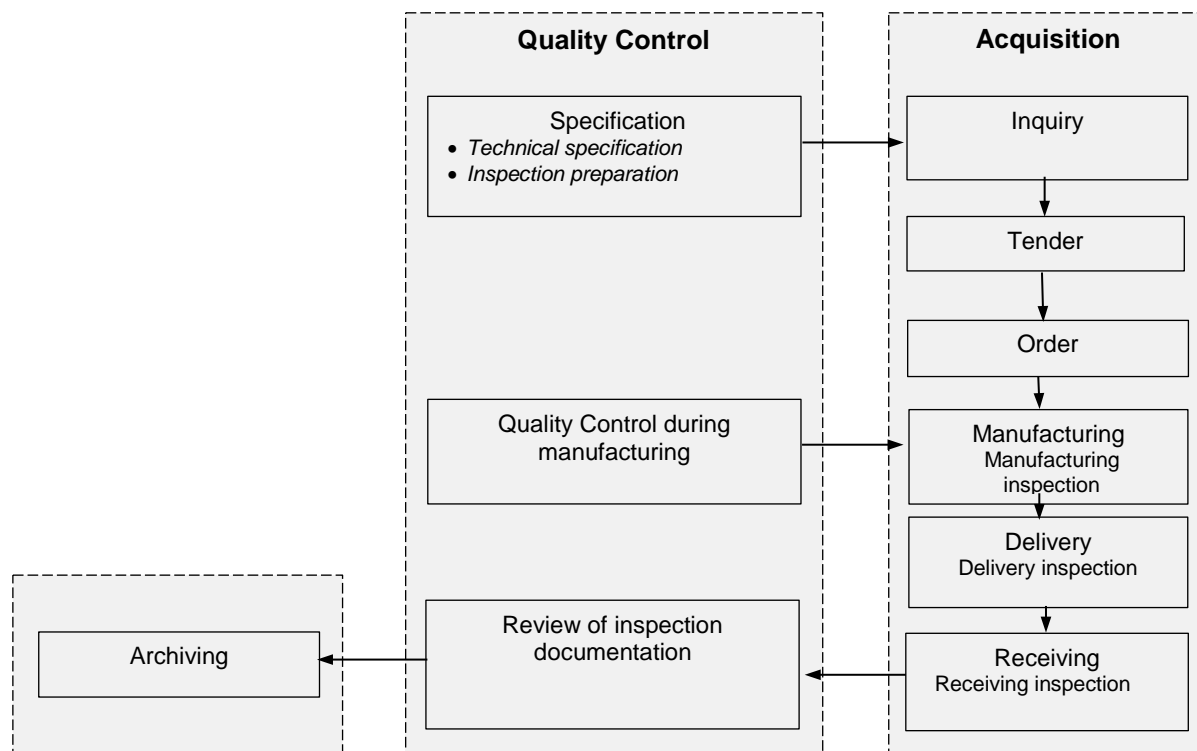 Quality Control
Specification
• Technical specification
• Inspection preparation
Quality Control during
manufacturing
Review of inspection
documentation
Archiving
Acquisition
Inquiry
Tender
Order
Manufacturing
Manufacturing
inspection
Delivery
Delivery inspection
Receiving
Receiving inspection